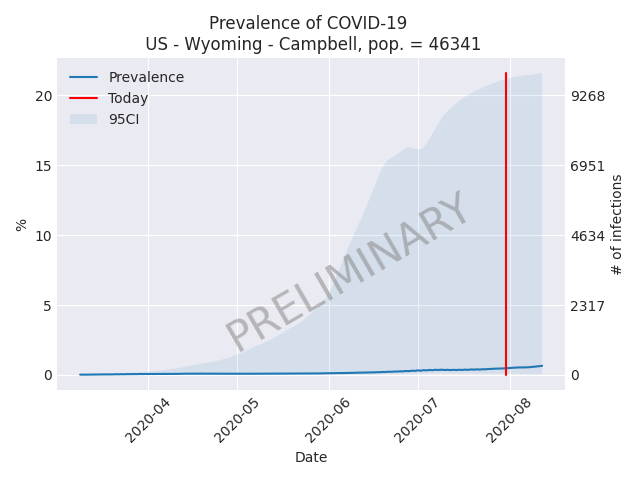 Prevalence of COVID-19
US - Wyoming - Campbell, pop. = 46341
Prevalence
Today
95CI
20
15
10
5
0
%
9268
6951
4634
2317
0
# of infections
PRELIMINARY
2020-04
2020-05
2020-06
2020-07
2020-08
Date